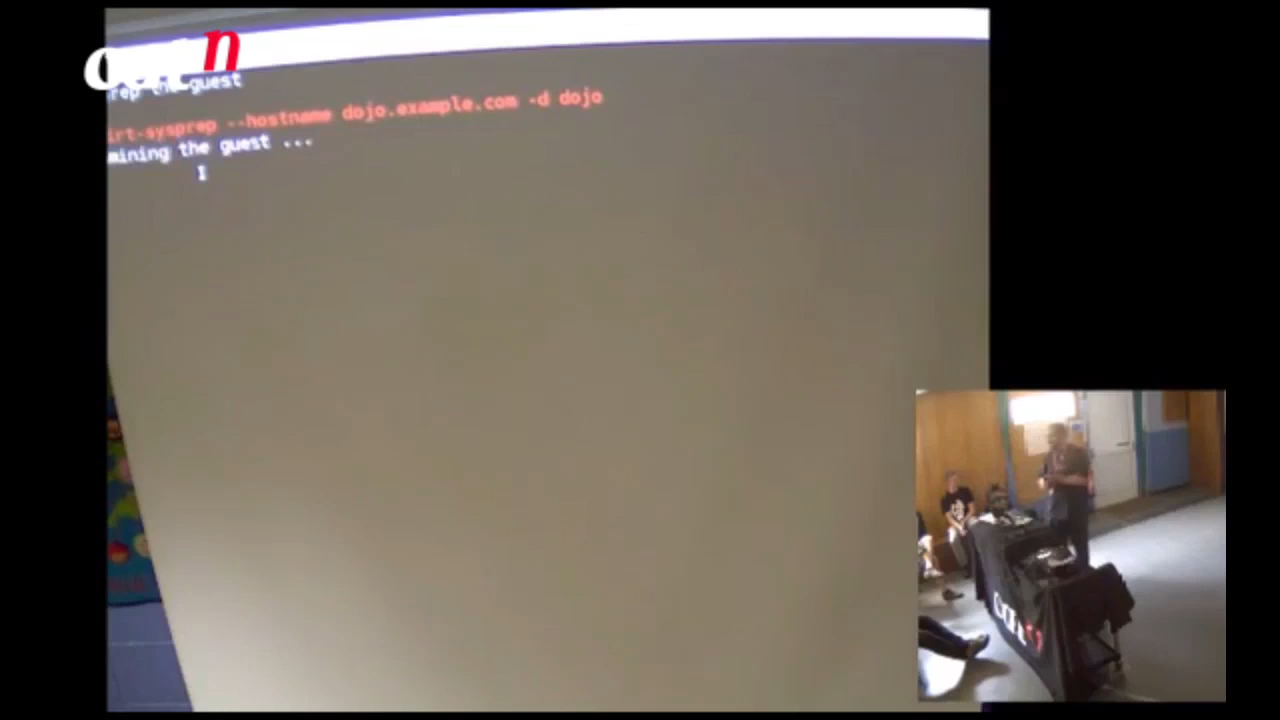 rep the guest
irt-sysprep --hostname dojo.example.com -d dojo
mining the guest ...